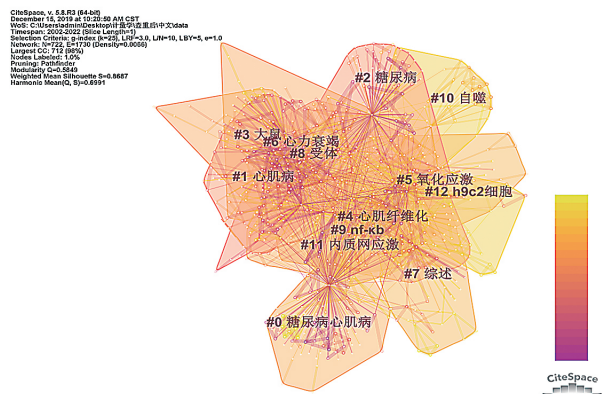 CiteSpace, v. 5.8.R3 (64-bit)
December 15, 2019 at 10:20:50 AM CST
WoS: C:\Users\admin\Desktop\计量学\查重后\中文\data
Timespan: 2002-2022 (Slice Length=1)
Selection Criteria: g-index (k=25), LRF=3.0, L/N=10, LBY=5, e=1.0
Network: N=722, E=1730 (Density=0.0066)
Largest CC: 712 (98%)
Nodes Labeled: 1.0%
Pruning: Pathfinder
Modularity Q=0.5849
Weighted Mean Silhouette S=0.8687
Harmonic Mean(Q, S)=0.6991
#2 糖尿病
#10 自噬
#3 大鼠
#6 心力衰竭
#8 受体
#1 心肌病
#5 氧化应激
#12 h9c2细胞
#4 心肌纤维化
#9 nf-κb
#11 内质网应激
#7 综述
#0 糖尿病心肌病
CiteSpace